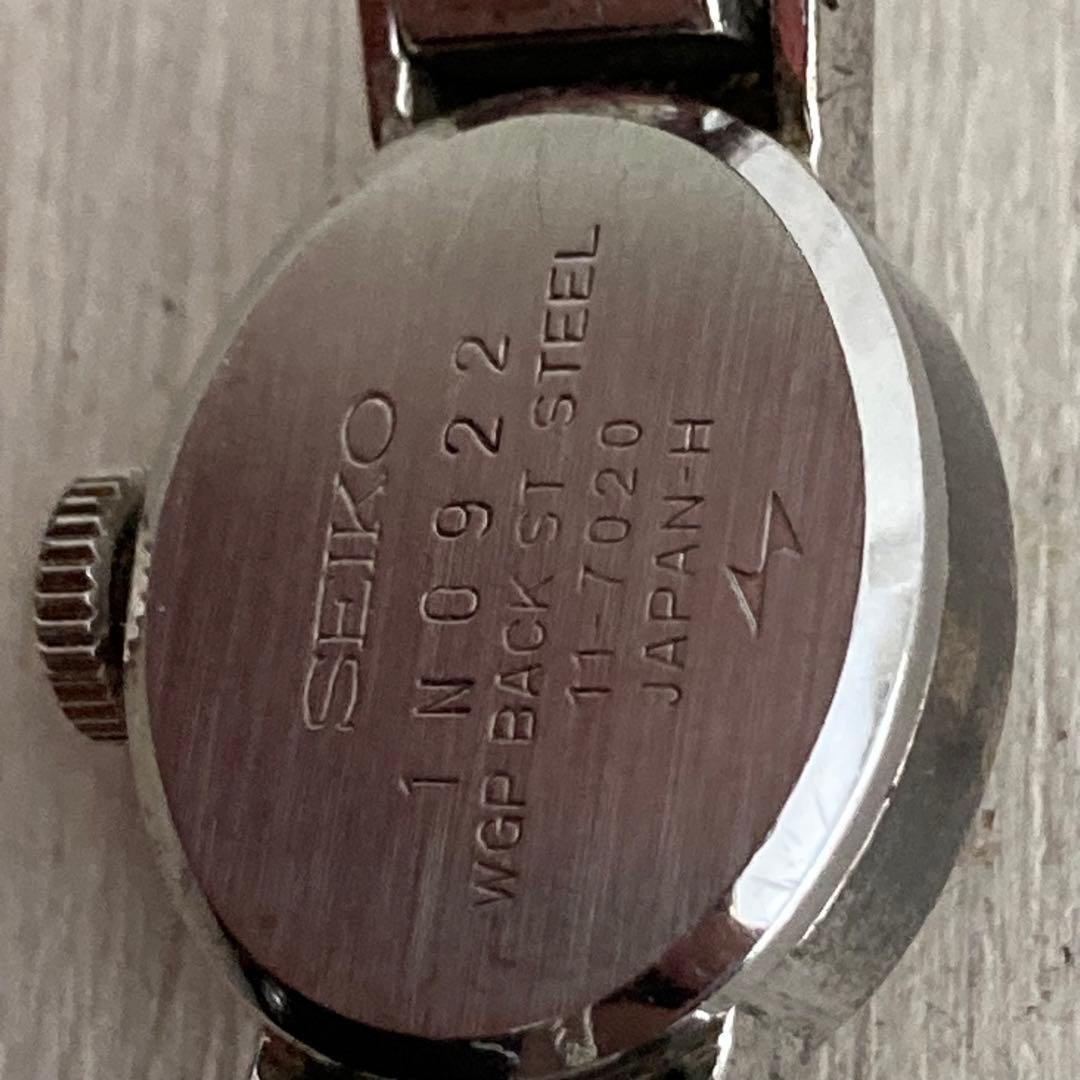 SEIKO
1N0922
WGP BACK ST STEEL
11-7020
JAPAN-H